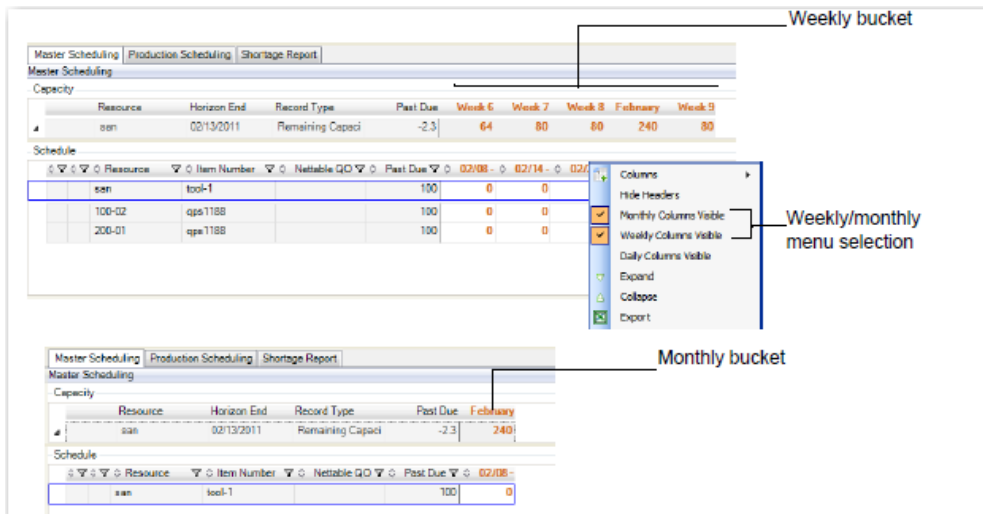 Weekly bucket
Master Scheduling Production Scheduling Shortage Report
Master Scheduling
Capacity
Resource Horizon End Record Type Past Due Week 6 Week 7 Week 8 February Week 9
san 02/13/2011 Remaining Capaci -2.3 64 80 80 240 80
Schedule
Resource Item Number Nettable QO Past Due 02/08 - 02/14 - 02/
san tool-1 100 0 0
100-02 qps1188 100 0 0
200-01 qps1188 100 0 0
Columns
Hide Headers
Monthly Columns Visible
Weekly Columns Visible
Daily Columns Visible
Expand
Collapse
Export
Weekly/monthly
menu selection
Monthly bucket
Master Scheduling Production Scheduling Shortage Report
Master Scheduling
Capacity
Resource Horizon End Record Type Past Due February
san 02/13/2011 Remaining Capaci -2.3 240
Schedule
Resource Item Number Nettable QO Past Due 02/08 -
san tool-1 100 0